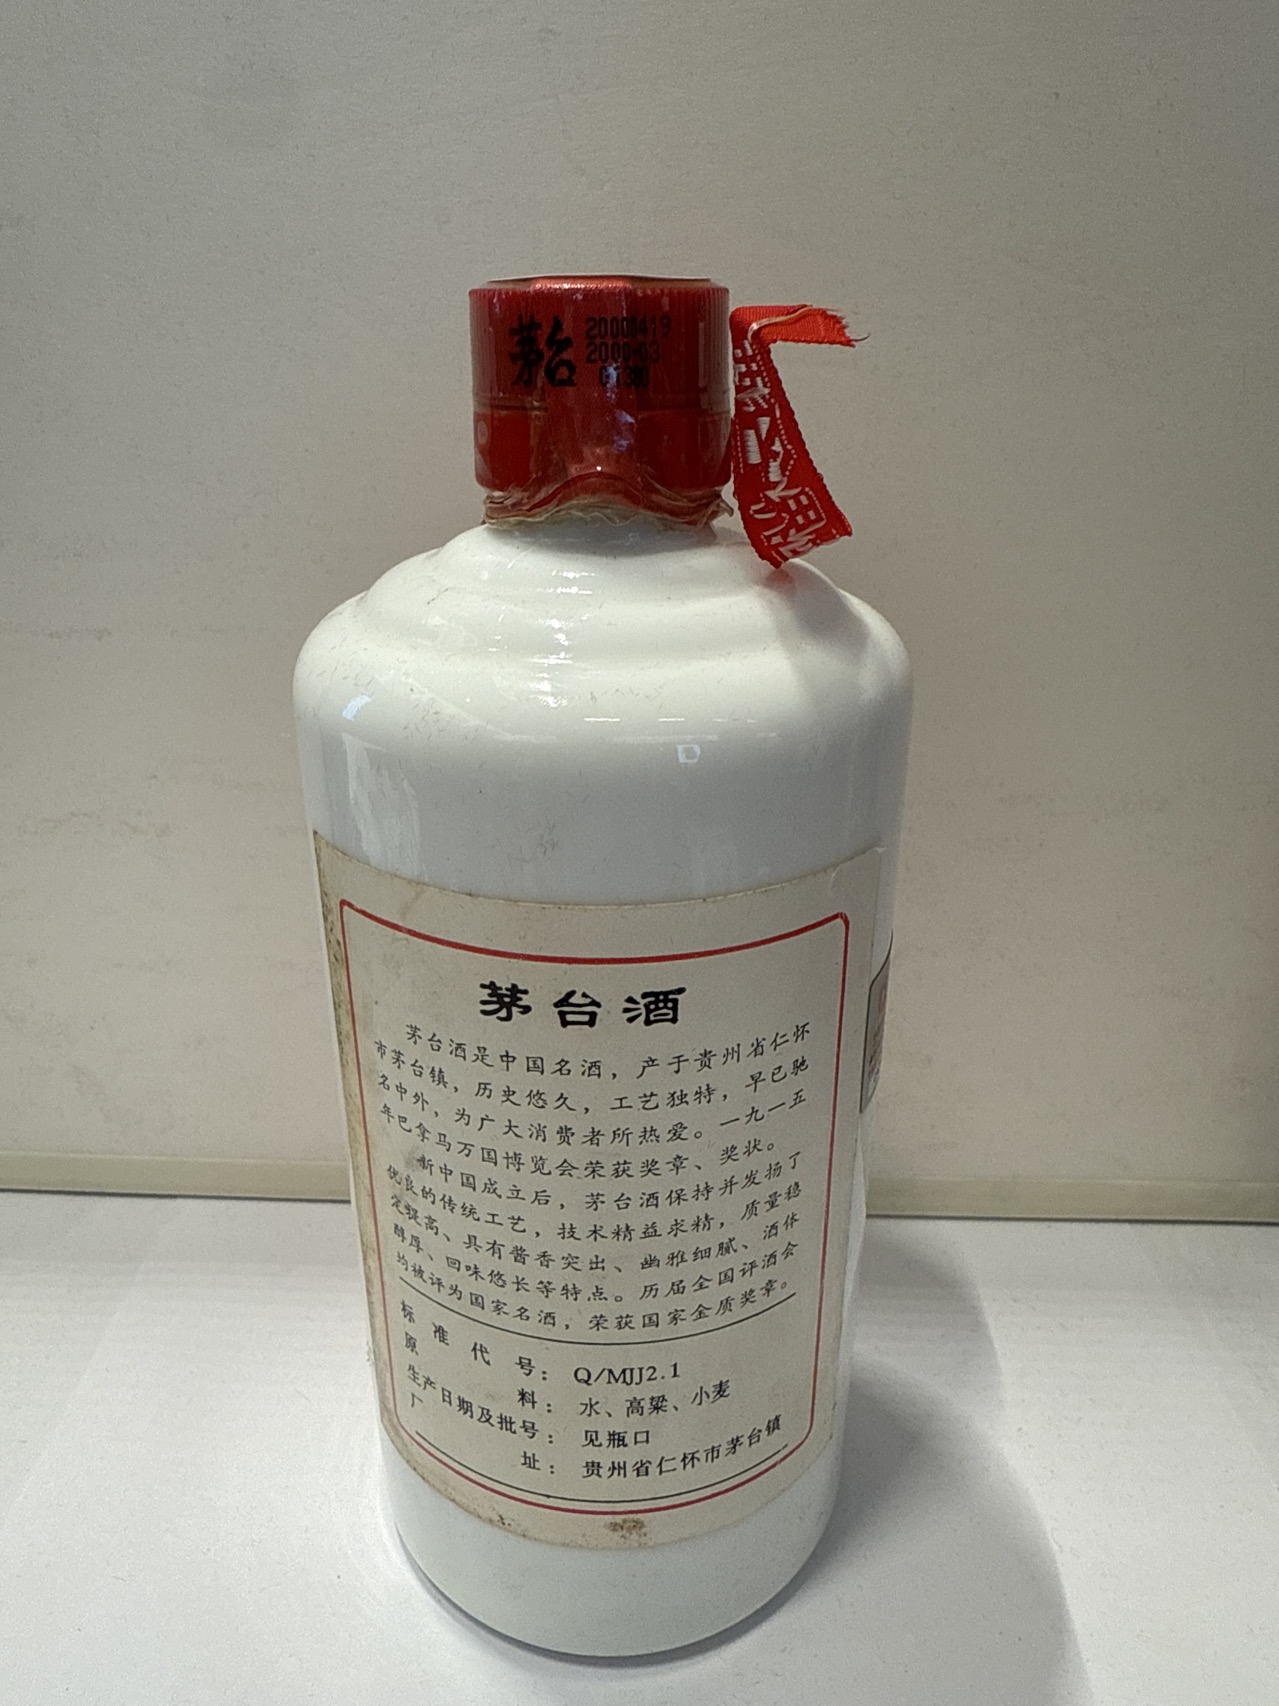 茅台
20000419
2000-03
茅台酒
茅台酒是中国名酒，产于贵州省仁怀
市茅台镇，历史悠久，工艺独特，早已驰
名中外，为广大消费者所热爱。一九一五
年巴拿马万国博览会荣获奖章、奖状。
新中国成立后，茅台酒保持并发扬了
优良的传统工艺，技术精益求精，质量稳
定提高、具有酱香突出、幽雅细腻、酒体
醇厚、回味悠长等特点。历届全国评酒会
均被评为国家名酒，荣获国家金质奖章。
标准代号：Q/MJJ2.1
原料：水、高粱、小麦
生产日期及批号：见瓶口
厂址：贵州省仁怀市茅台镇